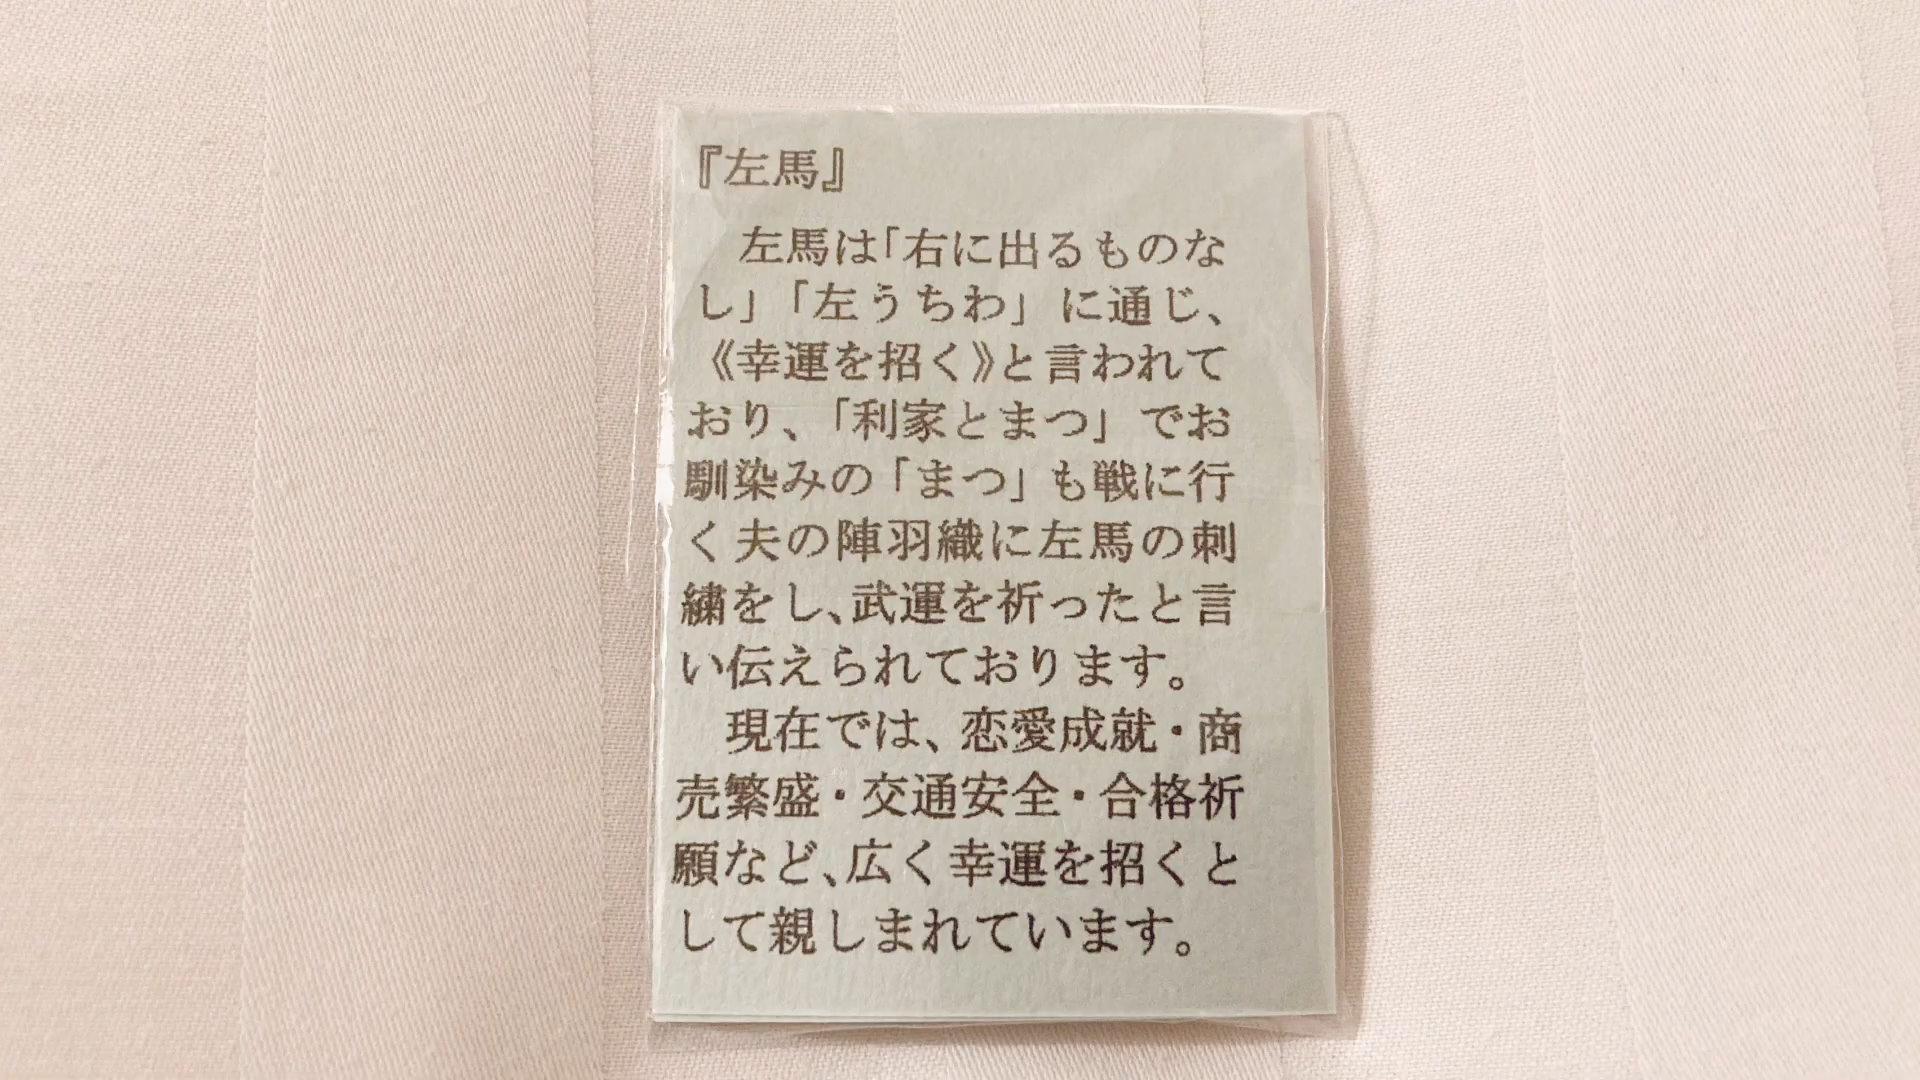 『左馬』
左馬は「右に出るものな
し」「左うちわ」に通じ、
《幸運を招く》と言われて
おり、「利家とまつ」でお
馴染みの「まつ」も戦に行
く夫の陣羽織に左馬の刺
繍をし、武運を祈ったと言
い伝えられております。
現在では、恋愛成就・商
売繁盛・交通安全・合格祈
願など、広く幸運を招くと
して親しまれています。